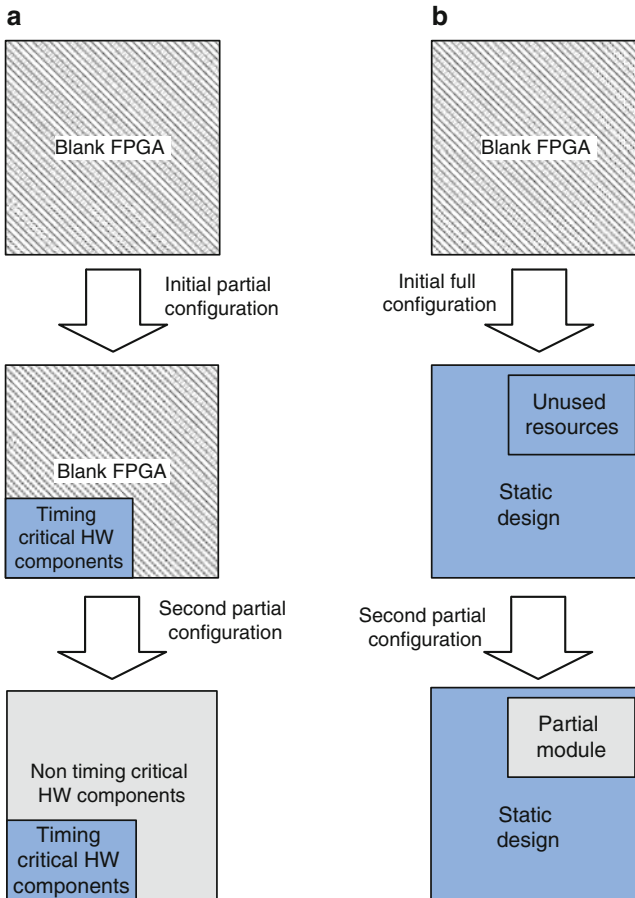 a
Blank FPGA
Initial partial
configuration
Blank FPGA
Timing
critical HW
components
Second partial
configuration
Non timing critical
HW components
Timing
critical HW
components
b
Blank FPGA
Initial full
configuration
Unused
resources
Static
design
Second partial
configuration
Partial
module
Static
design